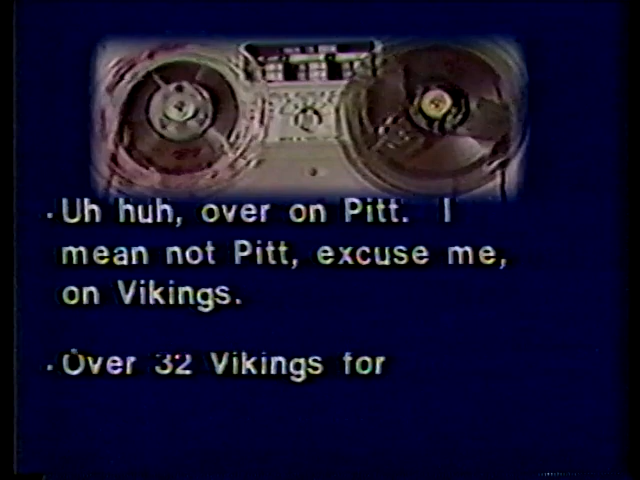 ·Uh huh, over on Pitt. I
mean not Pitt, excuse me,
on Vikings.
·Over 32 Vikings for